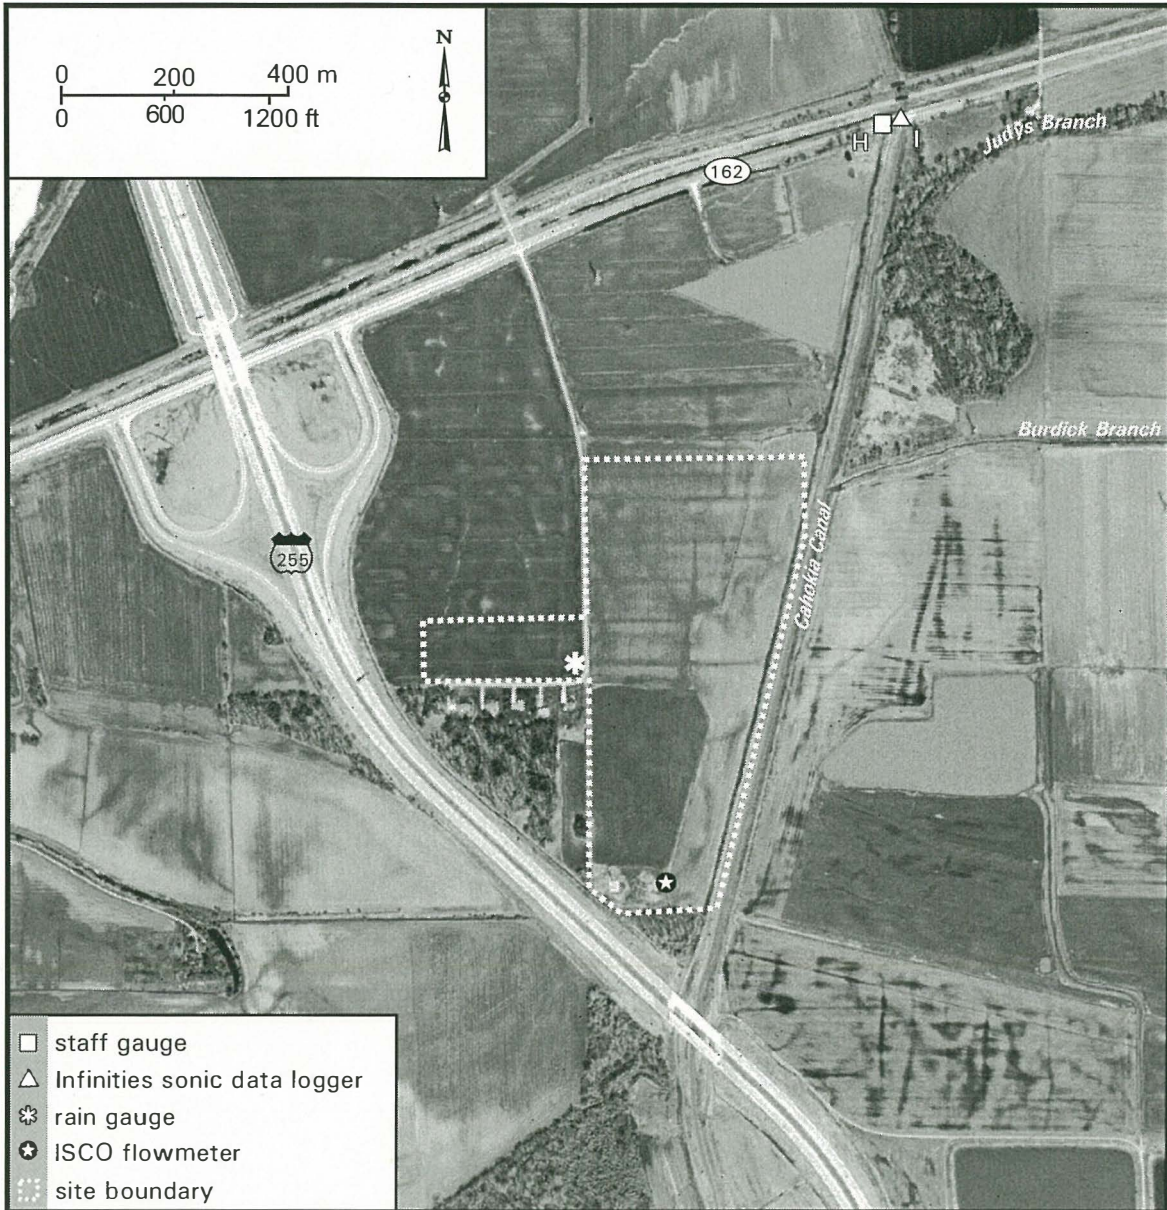 N
0 200 400 m
0 600 1200 ft
H I
Judys Branch
162
Burdick Branch
255
Cahokia Canal
staff gauge
Infinities sonic data logger
rain gauge
ISCO flowmeter
site boundary